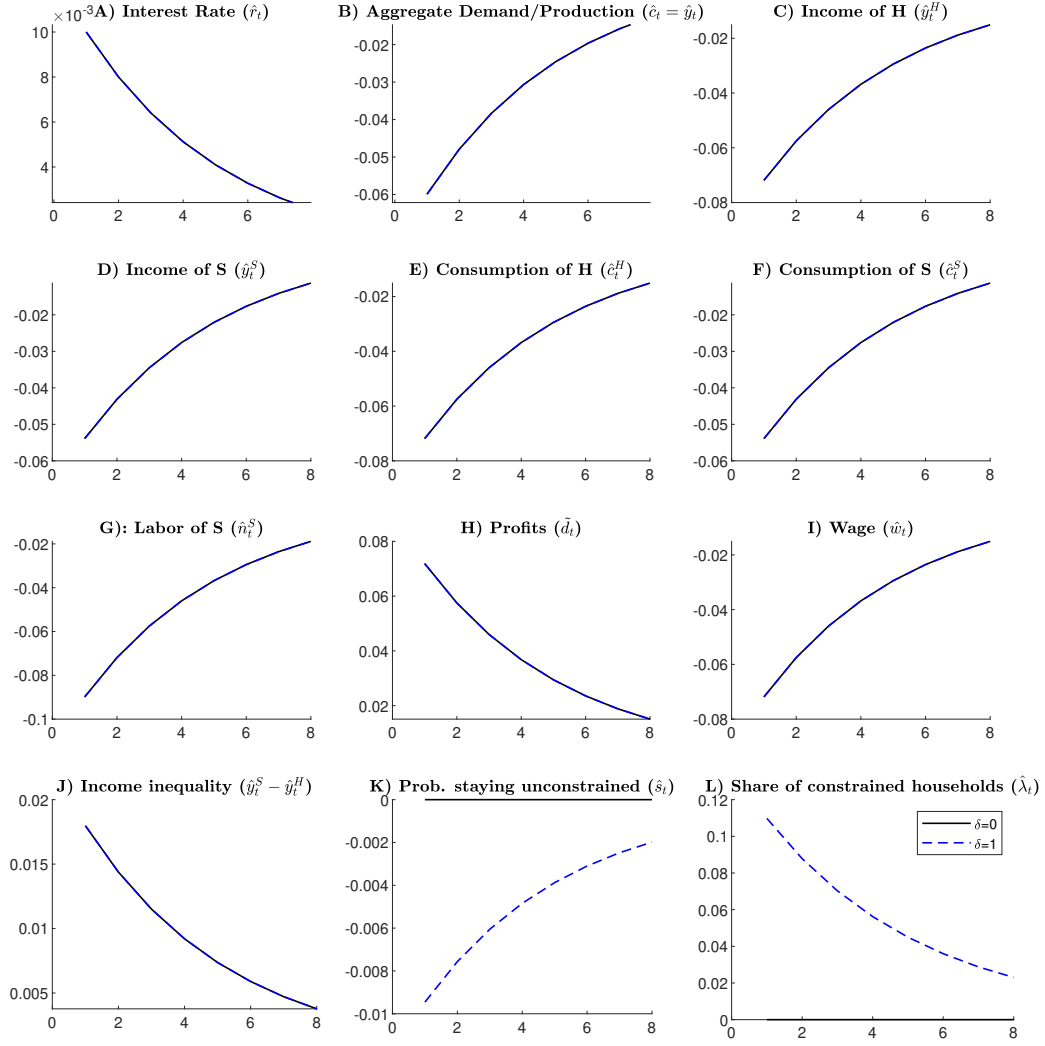 ×10⁻³ A) Interest Rate (r̂ₜ)
10
8
6
4
0 2 4 6
B) Aggregate Demand/Production (ĉₜ = ŷₜ)
-0.02
-0.03
-0.04
-0.05
-0.06
0 2 4 6
C) Income of H (ŷₜᴴ)
-0.02
-0.04
-0.06
-0.08
0 2 4 6 8
D) Income of S (ŷₜˢ)
-0.02
-0.03
-0.04
-0.05
-0.06
0 2 4 6 8
E) Consumption of H (ĉₜᴴ)
-0.02
-0.04
-0.06
-0.08
0 2 4 6 8
F) Consumption of S (ĉₜˢ)
-0.02
-0.03
-0.04
-0.05
-0.06
0 2 4 6 8
G): Labor of S (n̂ₜˢ)
-0.02
-0.04
-0.06
-0.08
-0.1
0 2 4 6 8
H) Profits (d̃ₜ)
0.08
0.06
0.04
0.02
0 2 4 6 8
I) Wage (ŵₜ)
-0.02
-0.04
-0.06
-0.08
0 2 4 6 8
J) Income inequality (ŷₜˢ − ŷₜᴴ)
0.02
0.015
0.01
0.005
0 2 4 6 8
K) Prob. staying unconstrained (ŝₜ)
0
-0.002
-0.004
-0.006
-0.008
-0.01
0 2 4 6 8
L) Share of constrained households (λ̂ₜ)
0.12
0.1
0.08
0.06
0.04
0.02
0
0 2 4 6 8
δ=0
δ=1